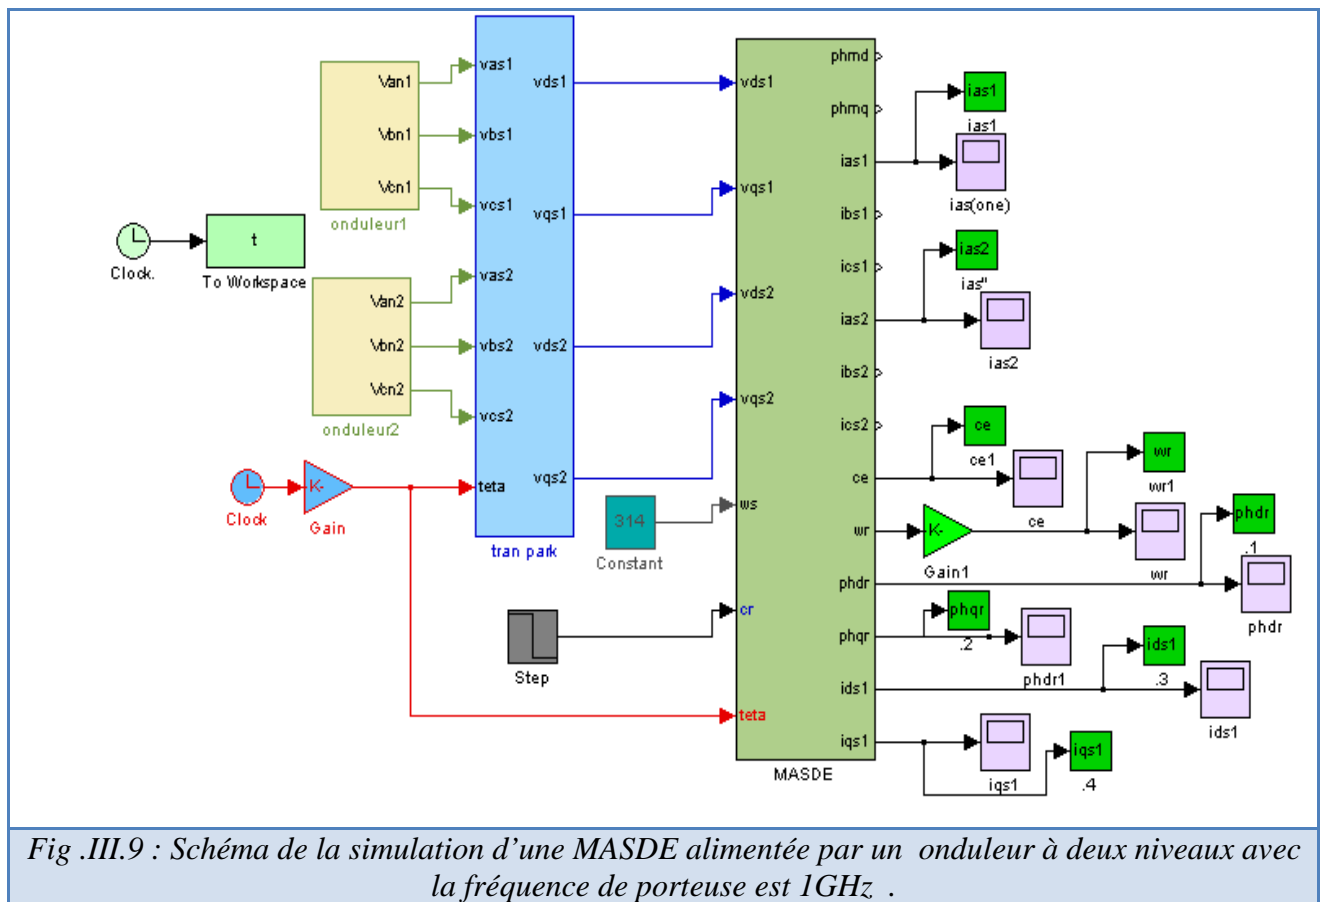 Van1
Vbn1
Vcn1
onduleur1
Clock.
t
To Workspace
Van2
Vbn2
Vcn2
onduleur2
Clock
K-
Gain
vas1
vbs1
vcs1
vas2
vbs2
vcs2
teta
vds1
vqs1
vds2
vqs2
tran park
314
Constant
Step
vds1
vqs1
vds2
vqs2
ws
cr
teta
phmd
phmq
ias1
ibs1
ics1
ias2
ibs2
ics2
ce
wr
phdr
phqr
ids1
iqs1
MASDE
ias1
ias1
ias(one)
ias2
ias"
ias2
ce
ce1
ce
K-
Gain1
wr
wr1
wr
phdr
.1
phdr
phqr
.2
phdr1
ids1
.3
ids1
iqs1
iqs1
.4
Fig .III.9 : Schéma de la simulation d’une MASDE alimentée par un onduleur à deux niveaux avec
la fréquence de porteuse est 1GHz .